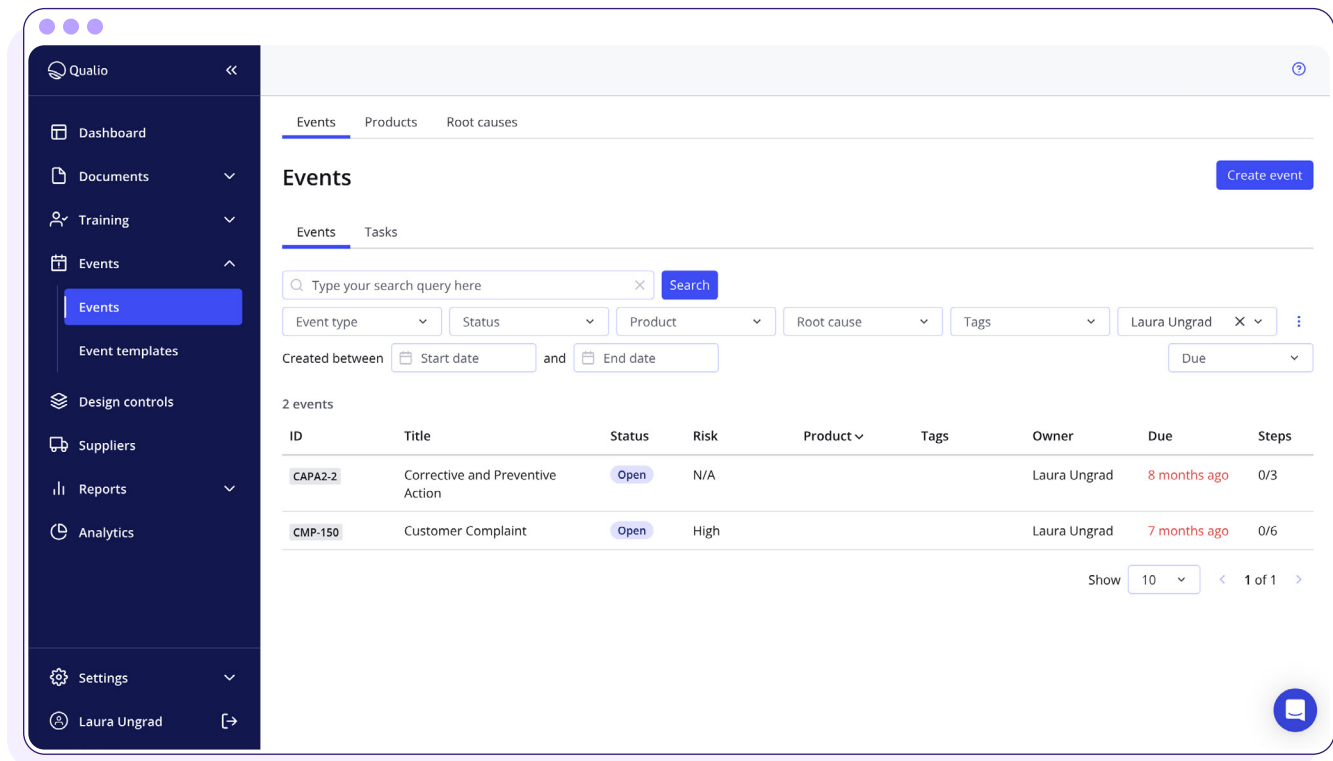 Qualio
Dashboard
Documents
Training
Events
Events
Event templates
Design controls
Suppliers
Reports
Analytics
Settings
Laura Ungrad
Events Products Root causes
Events
Create event
Events Tasks
Type your search query here Search
Event type Status Product Root cause Tags Laura Ungrad
Created between Start date and End date Due
2 events
ID Title Status Risk Product Tags Owner Due Steps
CAPA2-2 Corrective and Preventive Open N/A Laura Ungrad 8 months ago 0/3
Action
CMP-150 Customer Complaint Open High Laura Ungrad 7 months ago 0/6
Show 10 1 of 1